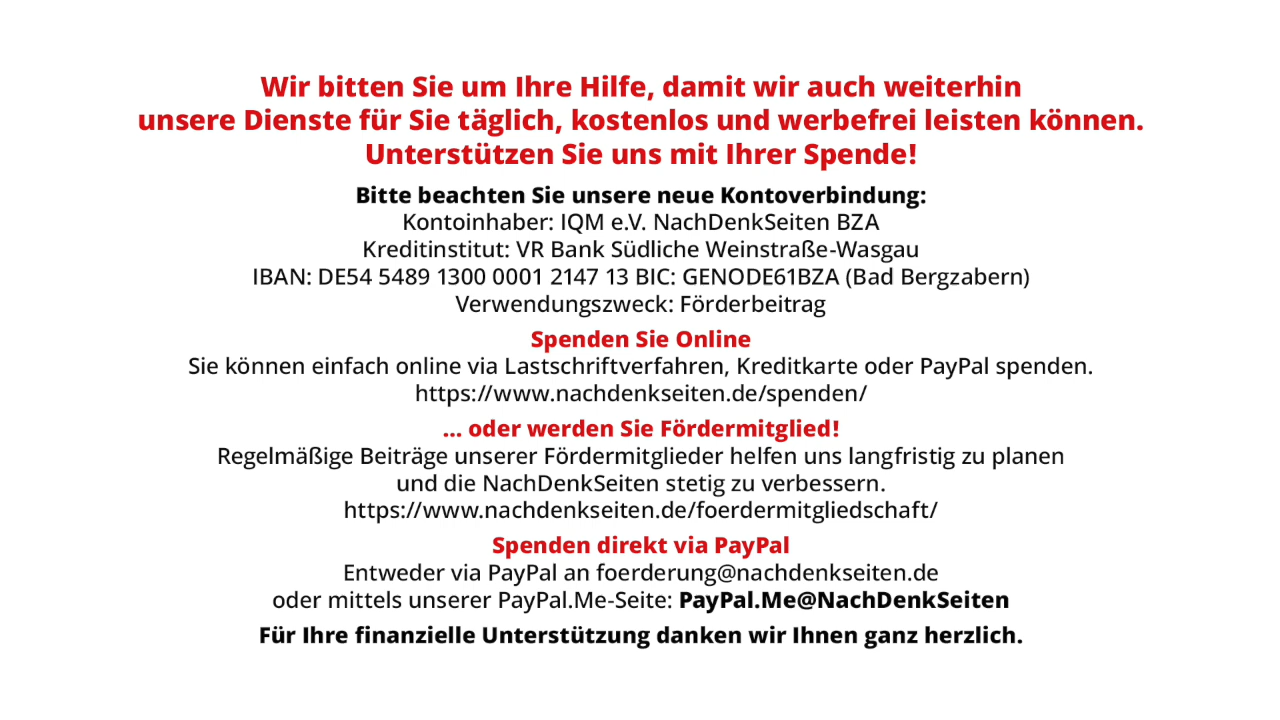 Wir bitten Sie um Ihre Hilfe, damit wir auch weiterhin
unsere Dienste für Sie täglich, kostenlos und werbefrei leisten können.
Unterstützen Sie uns mit Ihrer Spende!
Bitte beachten Sie unsere neue Kontoverbindung:
Kontoinhaber: IQM e.V. NachDenkSeiten BZA
Kreditinstitut: VR Bank Südliche Weinstraße-Wasgau
IBAN: DE54 5489 1300 0001 2147 13 BIC: GENODE61BZA (Bad Bergzabern)
Verwendungszweck: Förderbeitrag
Spenden Sie Online
Sie können einfach online via Lastschriftverfahren, Kreditkarte oder PayPal spenden.
https://www.nachdenkseiten.de/spenden/
... oder werden Sie Fördermitglied!
Regelmäßige Beiträge unserer Fördermitglieder helfen uns langfristig zu planen
und die NachDenkSeiten stetig zu verbessern.
https://www.nachdenkseiten.de/foerdermitgliedschaft/
Spenden direkt via PayPal
Entweder via PayPal an foerderung@nachdenkseiten.de
oder mittels unserer PayPal.Me-Seite: PayPal.Me@NachDenkSeiten
Für Ihre finanzielle Unterstützung danken wir Ihnen ganz herzlich.